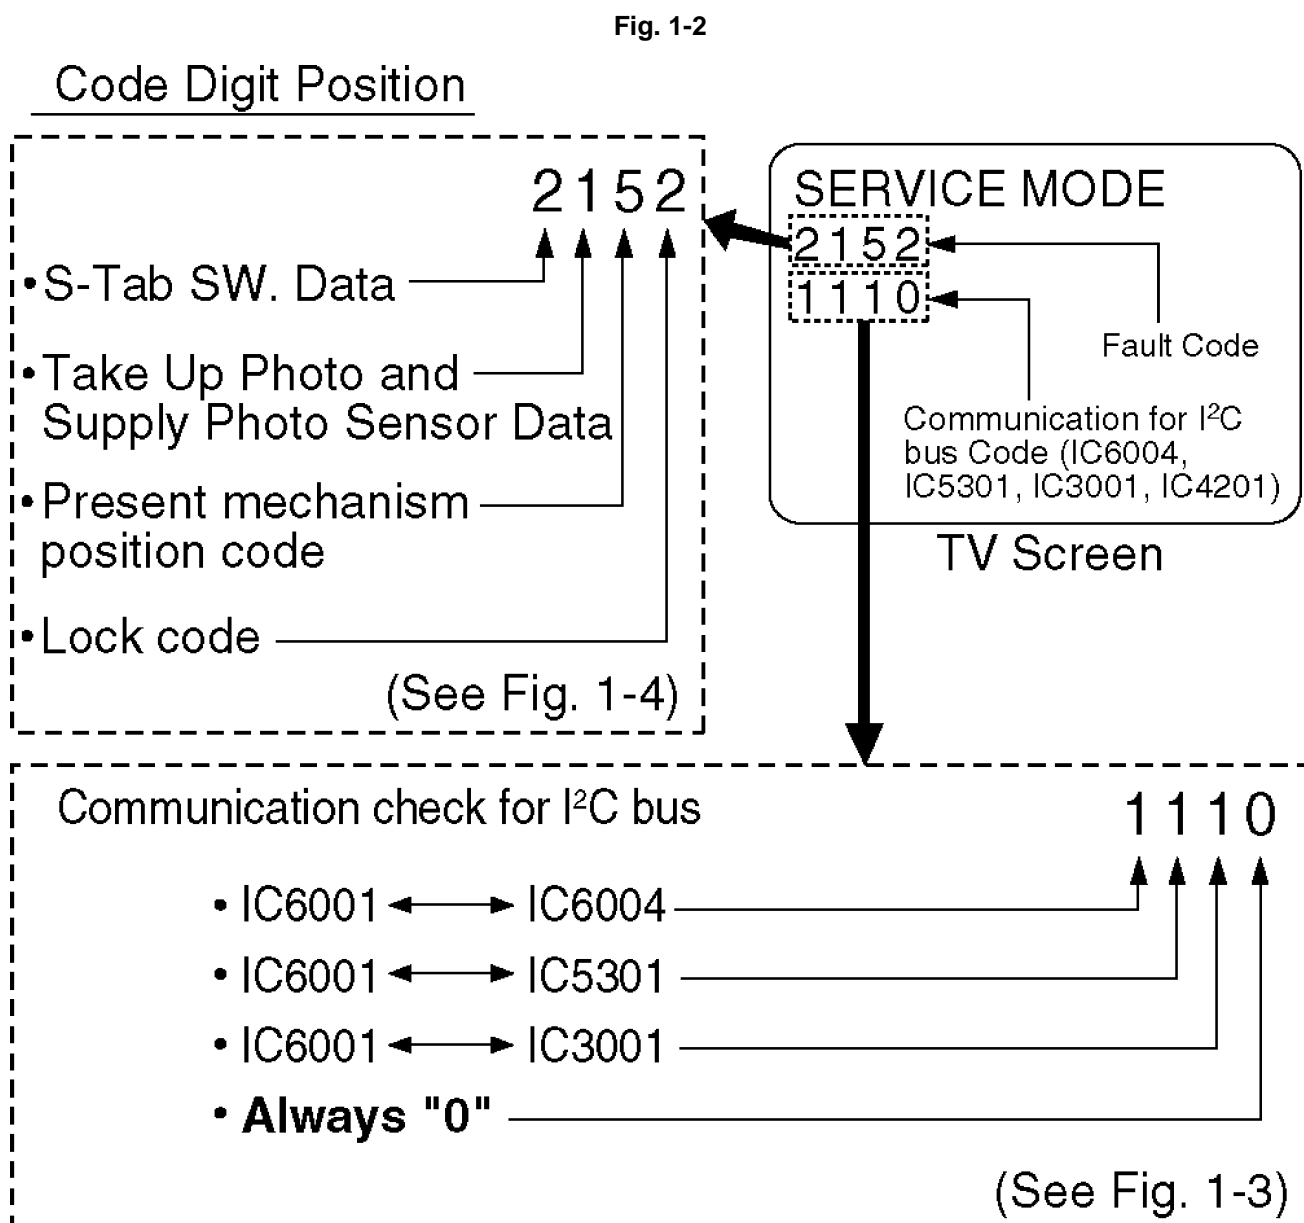 Fig. 1-2
Code Digit Position
2152
•S-Tab SW. Data
•Take Up Photo and
Supply Photo Sensor Data
•Present mechanism
position code
•Lock code
(See Fig. 1-4)
SERVICE MODE
2152
1110
Fault Code
Communication for I²C
bus Code (IC6004,
IC5301, IC3001, IC4201)
TV Screen
Communication check for I²C bus
1110
• IC6001 IC6004
• IC6001 IC5301
• IC6001 IC3001
• Always "0"
(See Fig. 1-3)